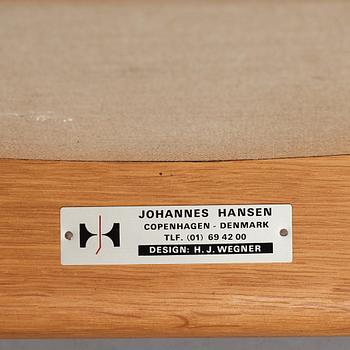 JOHANNES HANSEN
COPENHAGEN - DENMARK
TLF. (01) 69 42 00
DESIGN: H. J. WEGNER